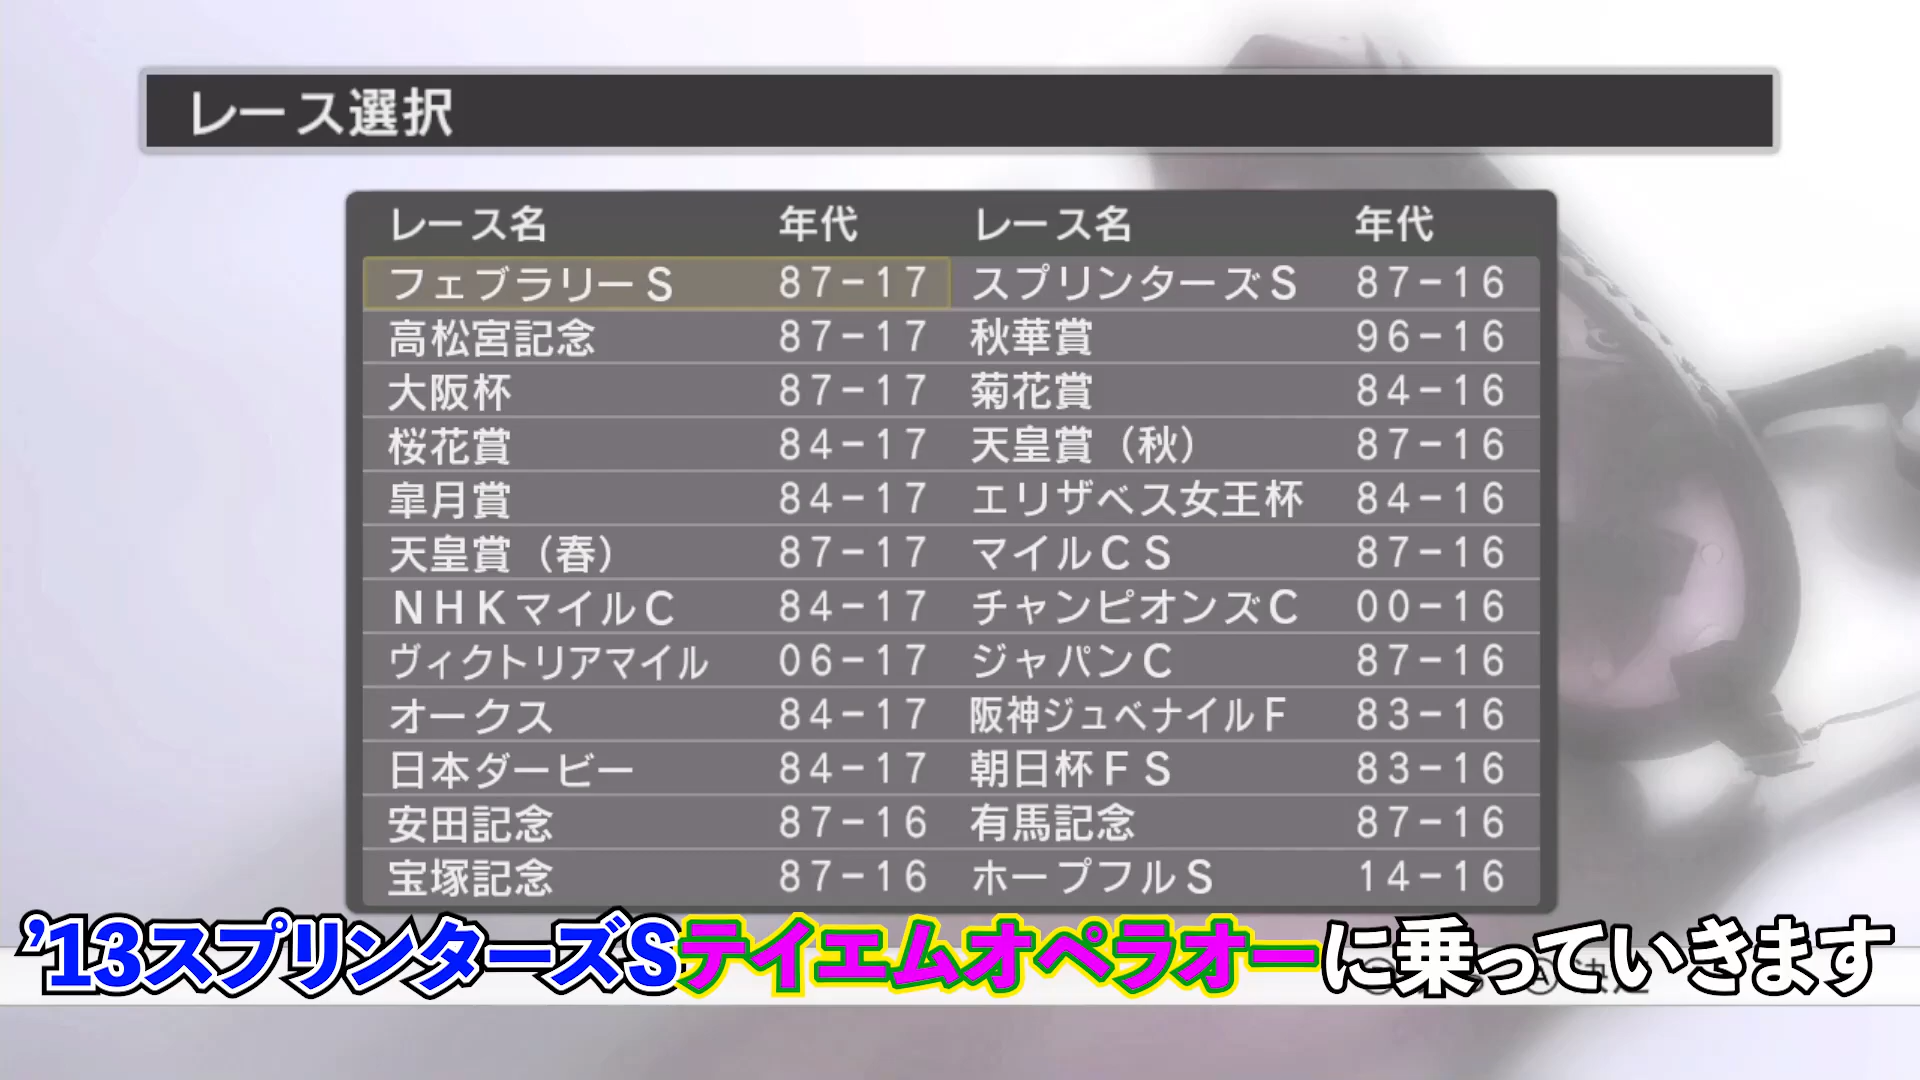 レース選択
レース名 年代 レース名 年代
フェブラリーS 87-17 スプリンターズS 87-16
高松宮記念 87-17 秋華賞 96-16
大阪杯 87-17 菊花賞 84-16
桜花賞 84-17 天皇賞（秋） 87-16
皐月賞 84-17 エリザベス女王杯 84-16
天皇賞（春） 87-17 マイルCS 87-16
NHKマイルC 84-17 チャンピオンズC 00-16
ヴィクトリアマイル 06-17 ジャパンC 87-16
オークス 84-17 阪神ジュベナイルF 83-16
日本ダービー 84-17 朝日杯FS 83-16
安田記念 87-16 有馬記念 87-16
宝塚記念 87-16 ホープフルS 14-16
’13スプリンターズSテイエムオペラオーに乗っていきます